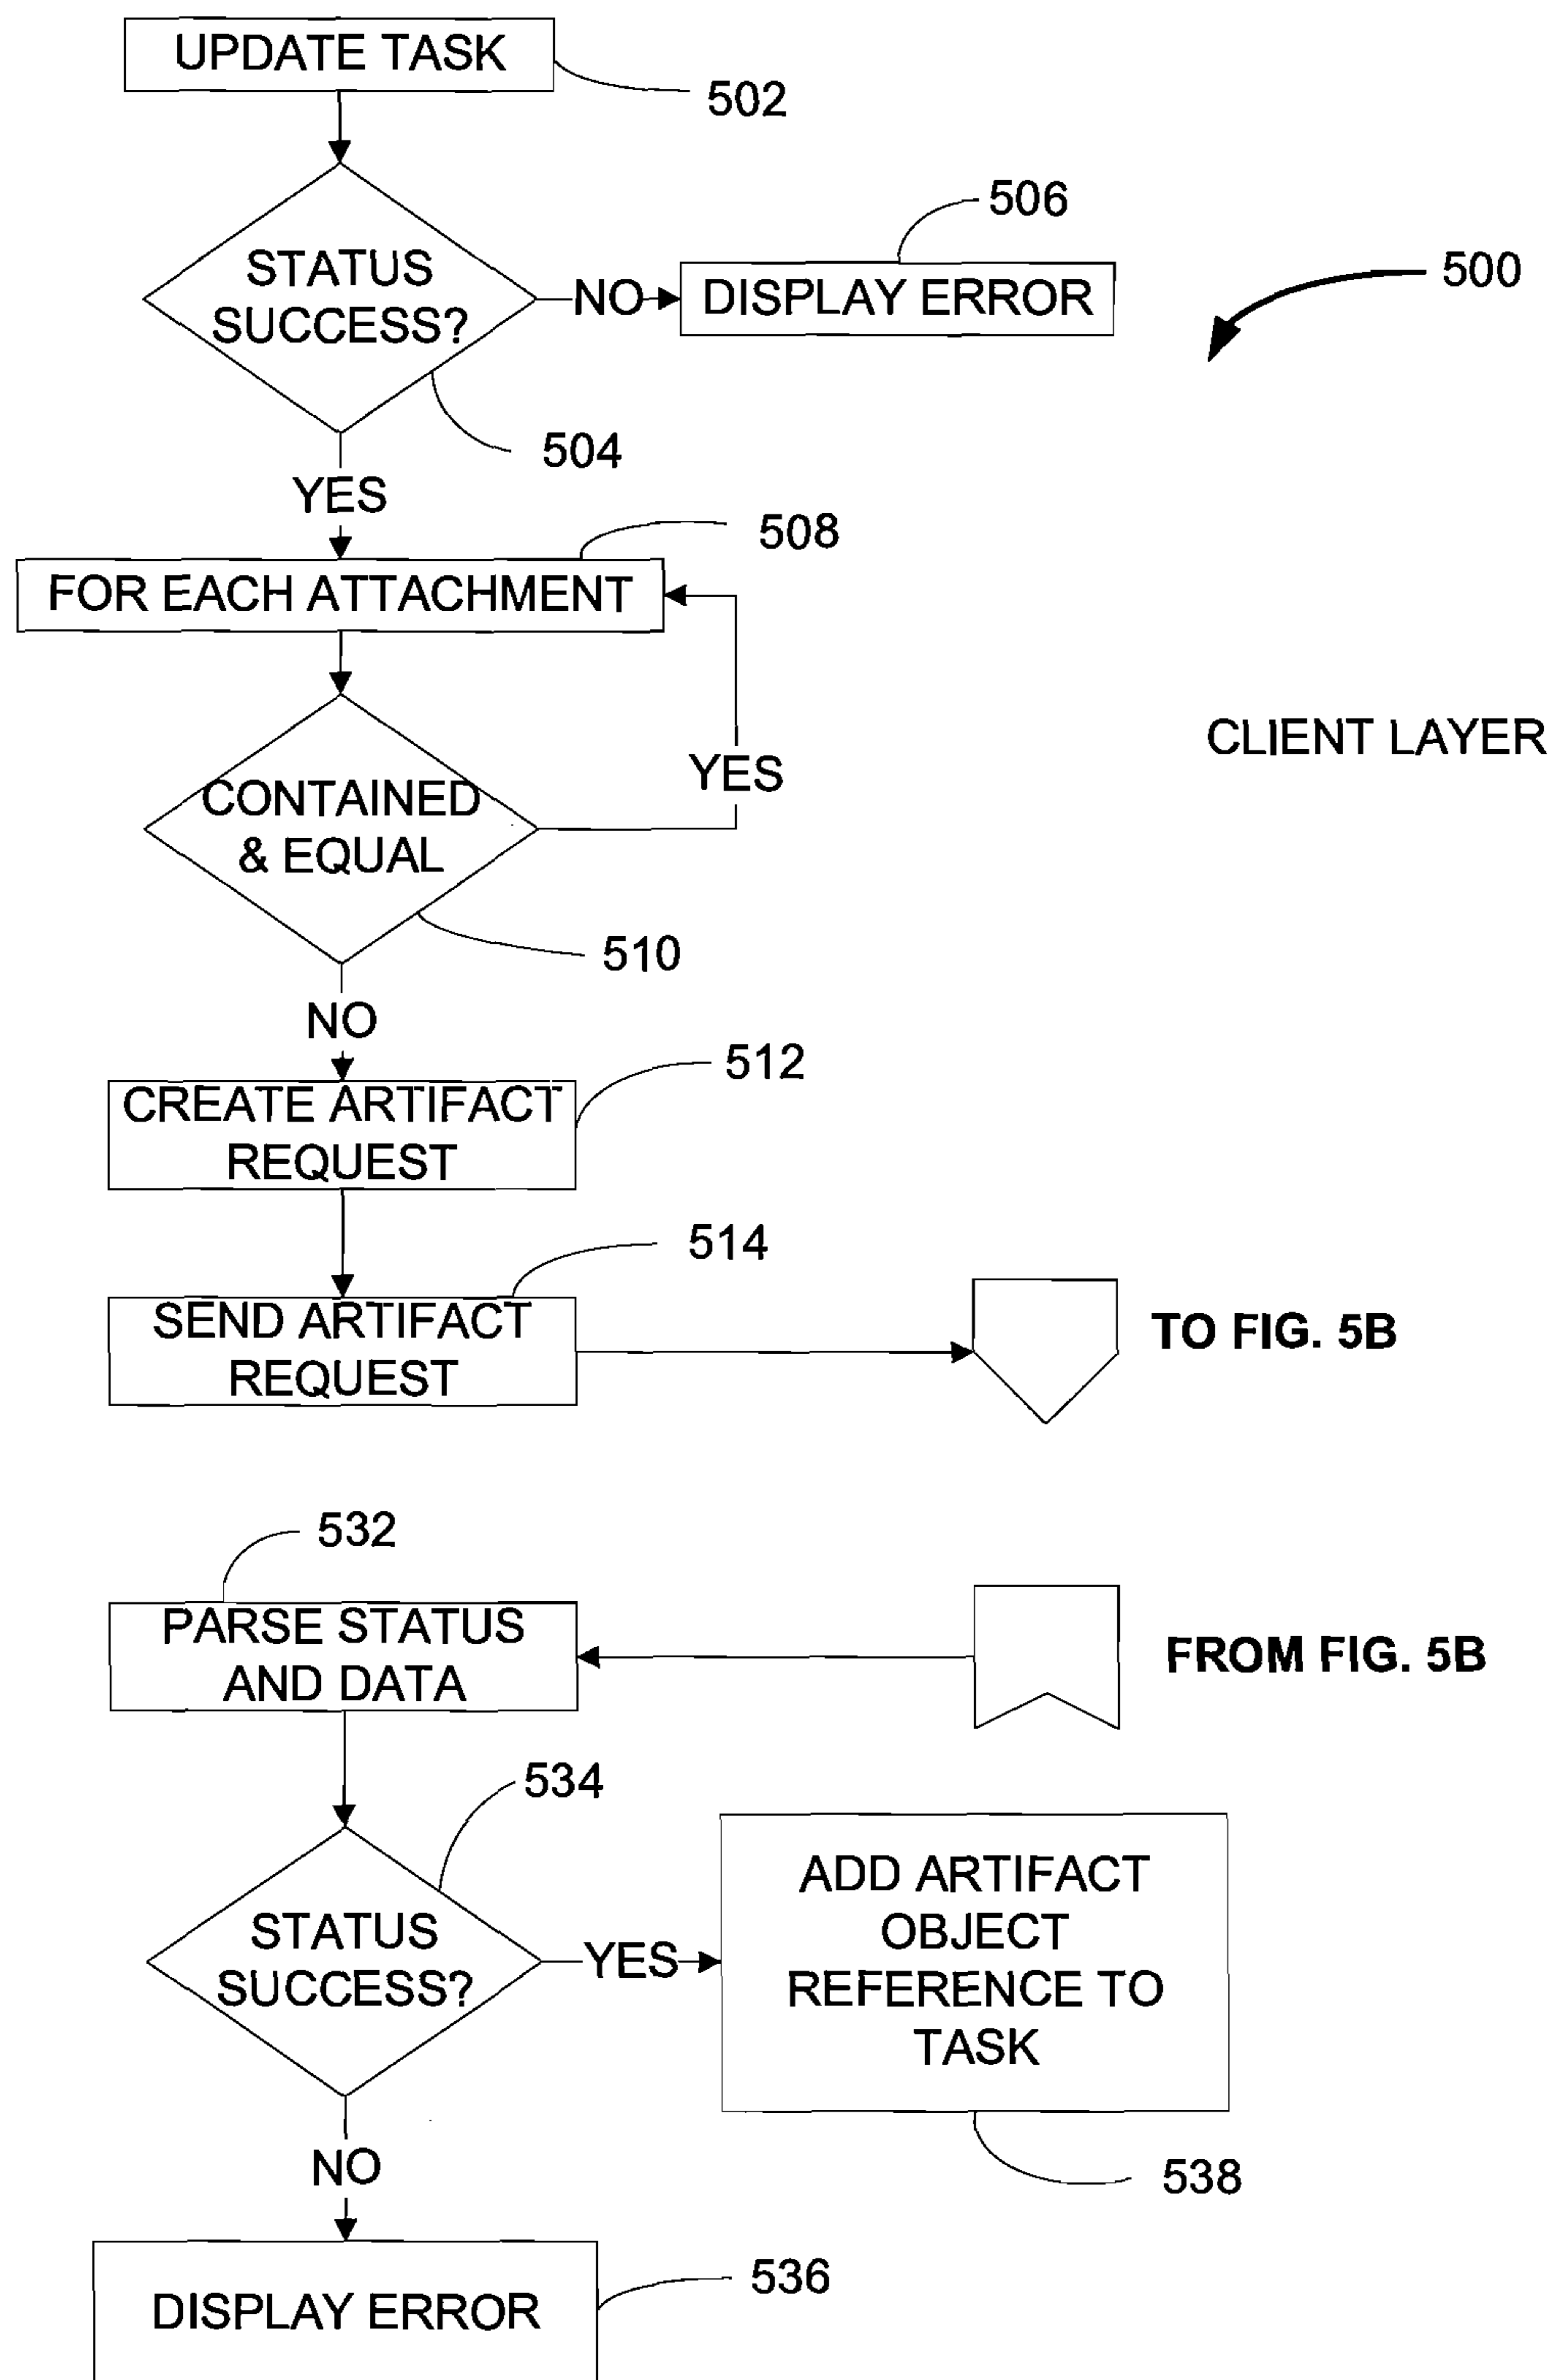 UPDATE TASK
502
STATUS
SUCCESS?
NO
506
DISPLAY ERROR
500
504
YES
508
FOR EACH ATTACHMENT
CLIENT LAYER
YES
CONTAINED
& EQUAL
510
NO
512
CREATE ARTIFACT
REQUEST
514
SEND ARTIFACT
REQUEST
TO FIG. 5B
532
PARSE STATUS
AND DATA
FROM FIG. 5B
534
STATUS
SUCCESS?
YES
ADD ARTIFACT
OBJECT
REFERENCE TO
TASK
538
NO
536
DISPLAY ERROR